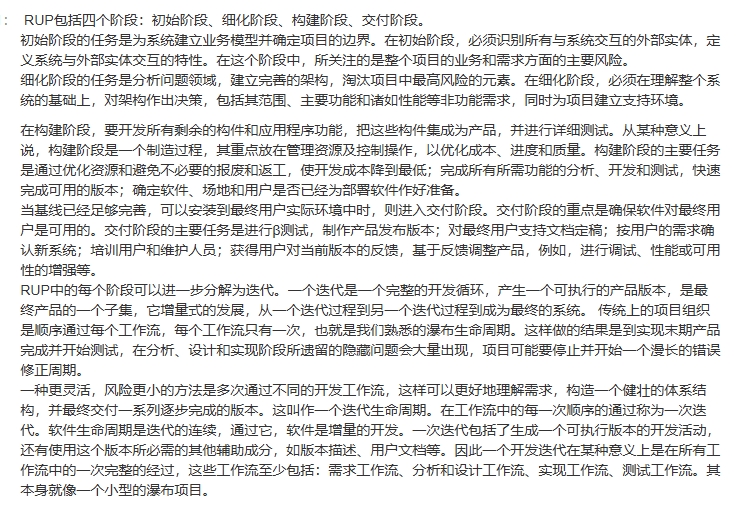 ： RUP包括四个阶段：初始阶段、细化阶段、构建阶段、交付阶段。
初始阶段的任务是为系统建立业务模型并确定项目的边界。在初始阶段，必须识别所有与系统交互的外部实体，定
义系统与外部实体交互的特性。在这个阶段中，所关注的是整个项目的业务和需求方面的主要风险。
细化阶段的任务是分析问题领域，建立完善的架构，淘汰项目中最高风险的元素。在细化阶段，必须在理解整个系
统的基础上，对架构作出决策，包括其范围、主要功能和诸如性能等非功能需求，同时为项目建立支持环境。
在构建阶段，要开发所有剩余的构件和应用程序功能，把这些构件集成为产品，并进行详细测试。从某种意义上
说，构建阶段是一个制造过程，其重点放在管理资源及控制操作，以优化成本、进度和质量。构建阶段的主要任务
是通过优化资源和避免不必要的报废和返工，使开发成本降到最低；完成所有所需功能的分析、开发和测试，快速
完成可用的版本；确定软件、场地和用户是否已经为部署软件作好准备。
当基线已经足够完善，可以安装到最终用户实际环境中时，则进入交付阶段。交付阶段的重点是确保软件对最终用
户是可用的。交付阶段的主要任务是进行β测试，制作产品发布版本；对最终用户支持文档定稿；按用户的需求确
认新系统；培训用户和维护人员；获得用户对当前版本的反馈，基于反馈调整产品，例如，进行调试、性能或可用
性的增强等。
RUP中的每个阶段可以进一步分解为迭代。一个迭代是一个完整的开发循环，产生一个可执行的产品版本，是最
终产品的一个子集，它增量式的发展，从一个迭代过程到另一个迭代过程到成为最终的系统。 传统上的项目组织
是顺序通过每个工作流，每个工作流只有一次，也就是我们熟悉的瀑布生命周期。这样做的结果是到实现末期产品
完成并开始测试，在分析、设计和实现阶段所遗留的隐藏问题会大量出现，项目可能要停止并开始一个漫长的错误
修正周期。
一种更灵活，风险更小的方法是多次通过不同的开发工作流，这样可以更好地理解需求，构造一个健壮的体系结
构，并最终交付一系列逐步完成的版本。这叫作一个迭代生命周期。在工作流中的每一次顺序的通过称为一次迭
代。软件生命周期是迭代的连续，通过它，软件是增量的开发。一次迭代包括了生成一个可执行版本的开发活动，
还有使用这个版本所必需的其他辅助成分，如版本描述、用户文档等。因此一个开发迭代在某种意义上是在所有工
作流中的一次完整的经过，这些工作流至少包括：需求工作流、分析和设计工作流、实现工作流、测试工作流。其
本身就像一个小型的瀑布项目。